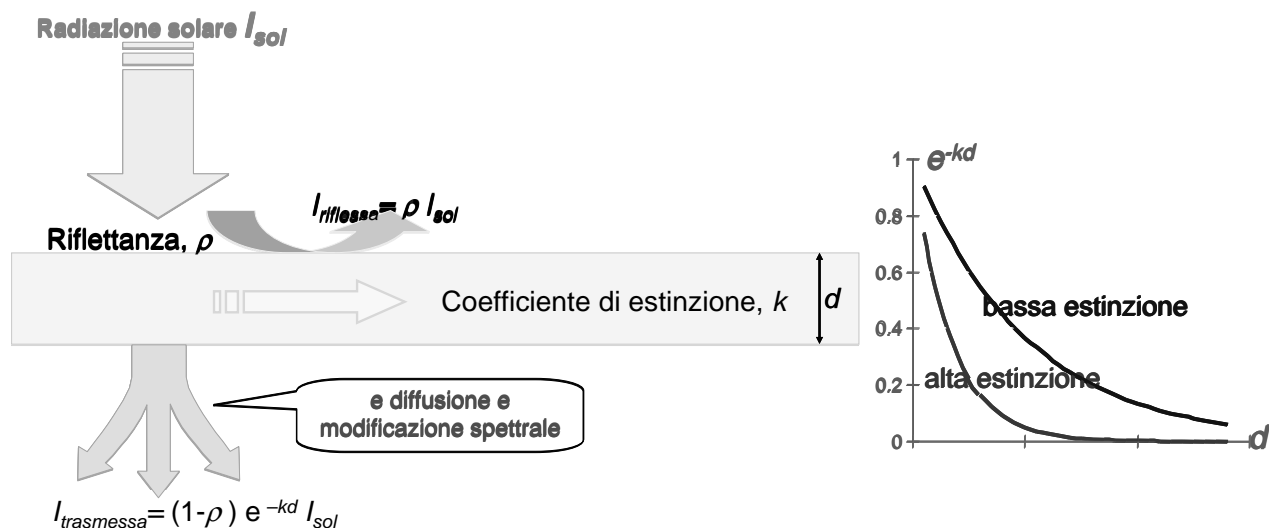 Radiazione solare I_sol
I_riflessa= ρ I_sol
Riflettanza, ρ
Coefficiente di estinzione, k
d
e diffusione e
modificazione spettrale
I_trasmessa= (1-ρ ) e ^–kd I_sol
e^-kd
1
0.8
0.6
0.4
0.2
0
bassa estinzione
alta estinzione
d